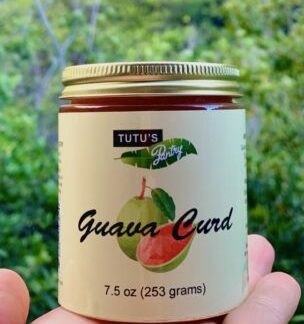 TUTU'S
Pantry
Guava Curd
7.5 oz (253 grams)